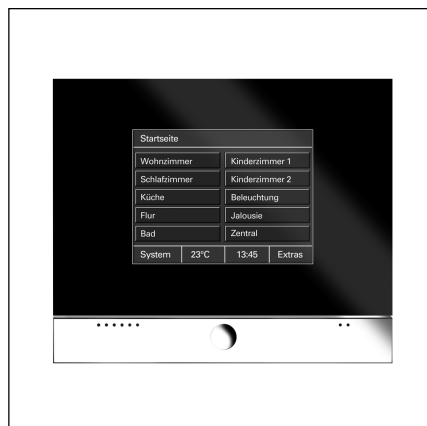 Startseite
Wohnzimmer Kinderzimmer 1
Schlafzimmer Kinderzimmer 2
Küche Beleuchtung
Flur Jalousie
Bad Zentral
System 23°C 13:45 Extras